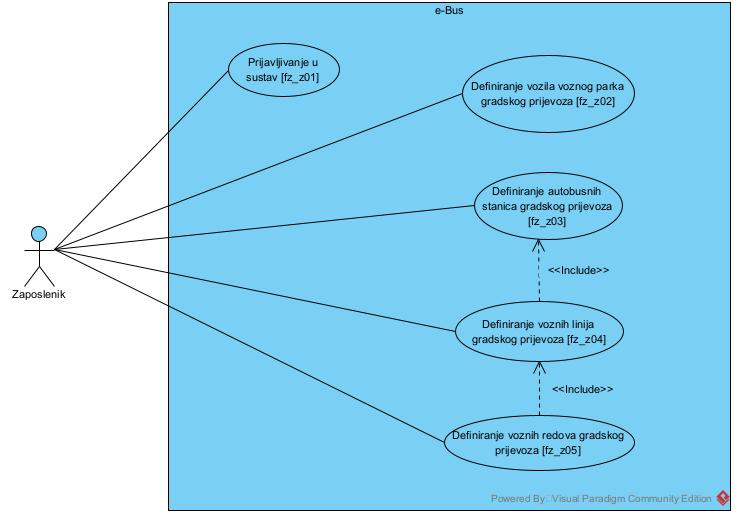 e-Bus
Prijavljivanje u
sustav [fz_z01]
Definiranje vozila voznog parka
gradskog prijevoza [fz_z02]
Definiranje autobusnih
stanica gradskog prijevoza
[fz_z03]
Zaposlenik
<<Include>>
Definiranje voznih linija
gradskog prijevoza [fz_z04]
<<Include>>
Definiranje voznih redova gradskog
prijevoza [fz_z05]
Powered By Visual Paradigm Community Edition